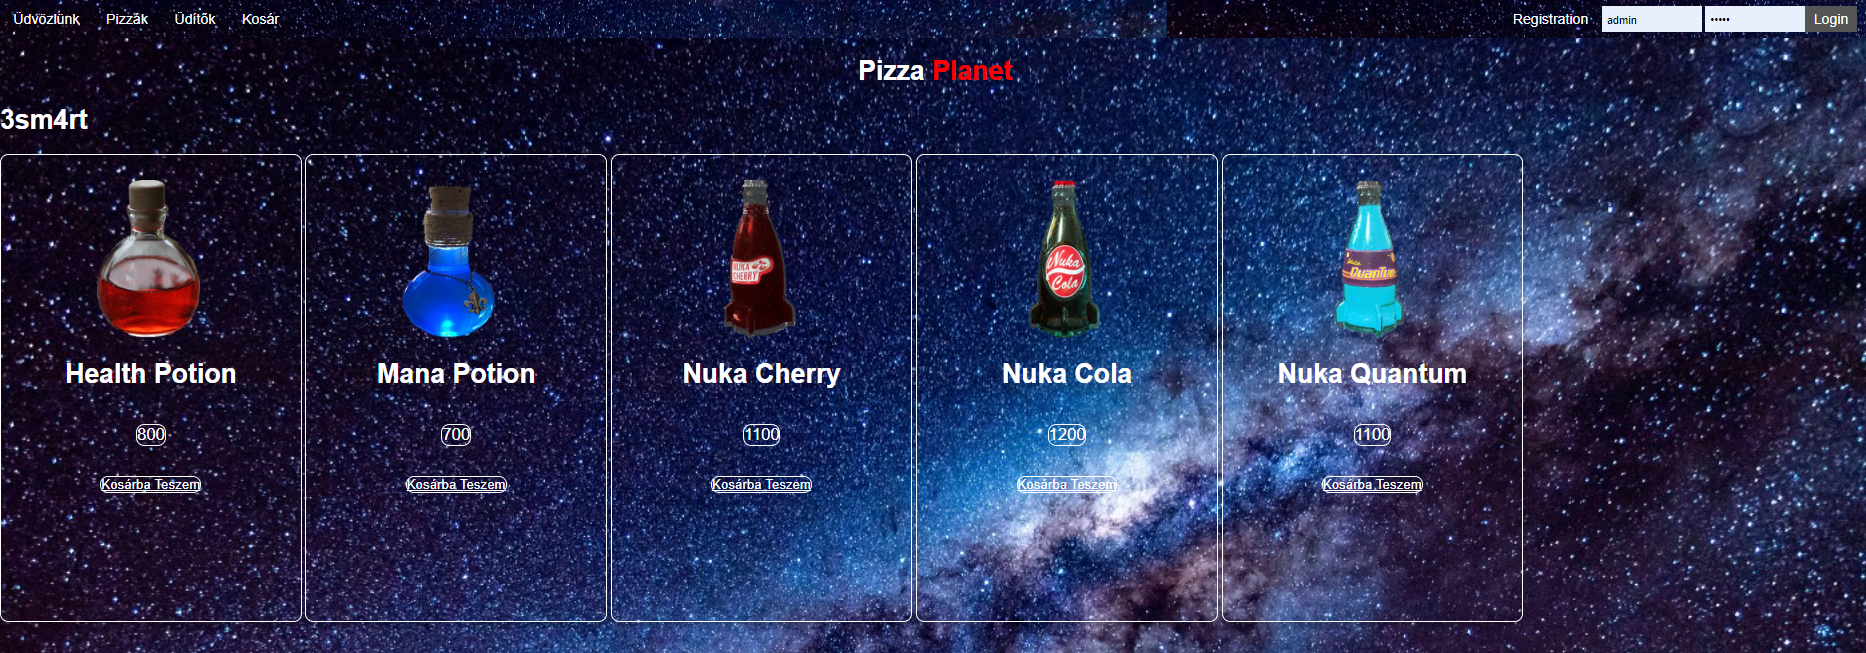 Üdvözlünk Pizzák Üdítők Kosár Registration admin ••••• Login
Pizza Planet
3sm4rt
NUKA
CHERRY
Nuka
Cola
Quantum
Health Potion Mana Potion Nuka Cherry Nuka Cola Nuka Quantum
800 700 1100 1200 1100
Kosárba Teszem Kosárba Teszem Kosárba Teszem Kosárba Teszem Kosárba Teszem